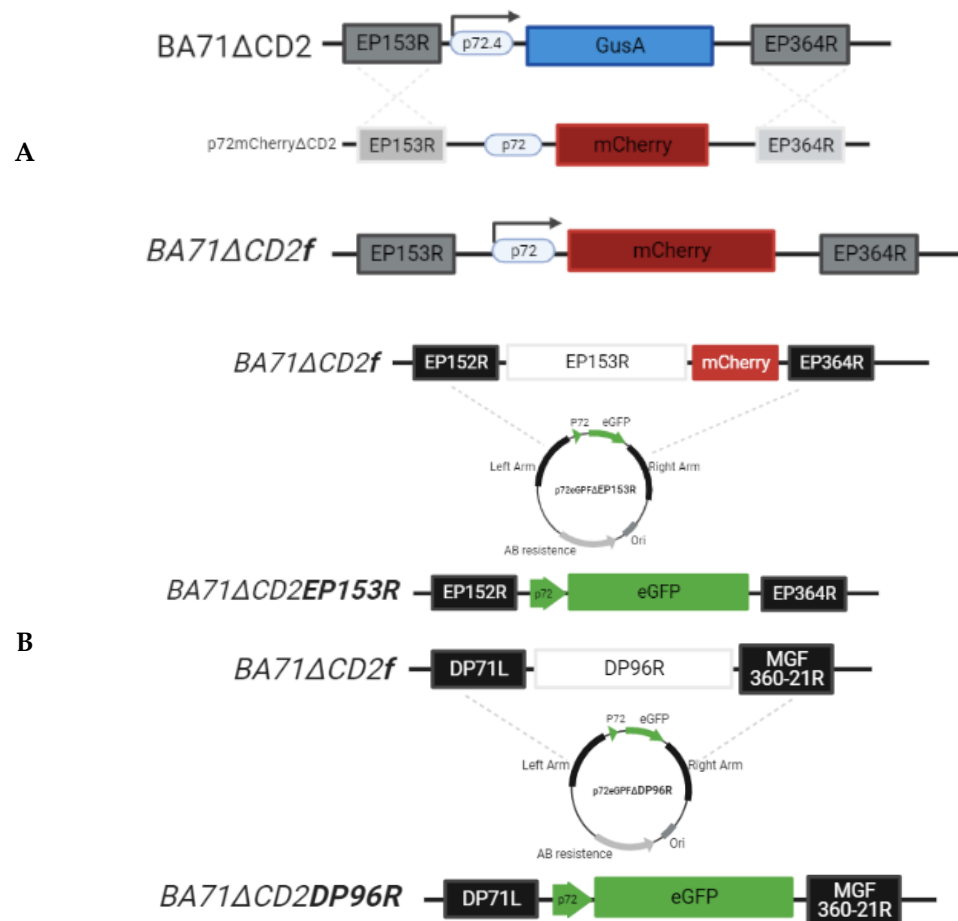 BA71ΔCD2 EP153R p72.4 GusA EP364R
A
p72mCherryΔCD2 EP153R p72 mCherry EP364R
BA71ΔCD2f EP153R p72 mCherry EP364R
BA71ΔCD2f EP152R EP153R mCherry EP364R
P72 eGFP
Left Arm Right Arm
p72eGPFΔEP153R
AB resistence Ori
BA71ΔCD2EP153R EP152R p72 eGFP EP364R
B
BA71ΔCD2f DP71L DP96R MGF
360-21R
P72 eGFP
Left Arm Right Arm
p72eGPFΔDP96R
AB resistence Ori
BA71ΔCD2DP96R DP71L p72 eGFP MGF
360-21R